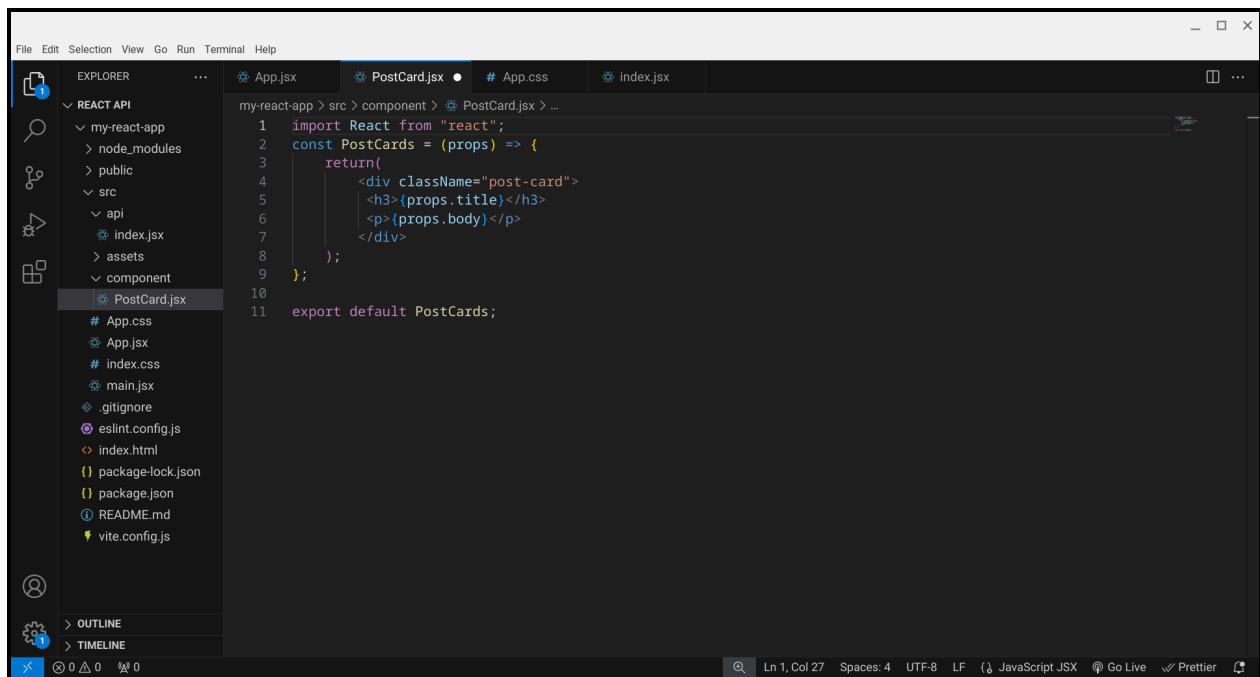 File Edit Selection View Go Run Terminal Help
EXPLORER ...
App.jsx PostCard.jsx # App.css index.jsx ...
REACT API
my-react-app > src > component > PostCard.jsx > ...
my-react-app
node_modules
public
src
api
index.jsx
assets
component
PostCard.jsx
# App.css
App.jsx
# index.css
main.jsx
.gitignore
eslint.config.js
<> index.html
{} package-lock.json
{} package.json
README.md
vite.config.js
OUTLINE
TIMELINE
1 import React from "react";
2 const PostCards = (props) => {
3 return(
4 <div className="post-card">
5 <h3>{props.title}</h3>
6 <p>{props.body}</p>
7 </div>
8 );
9 };
10
11 export default PostCards;
1
1
0 0 0 Ln 1, Col 27 Spaces: 4 UTF-8 LF JavaScript JSX Go Live Prettier